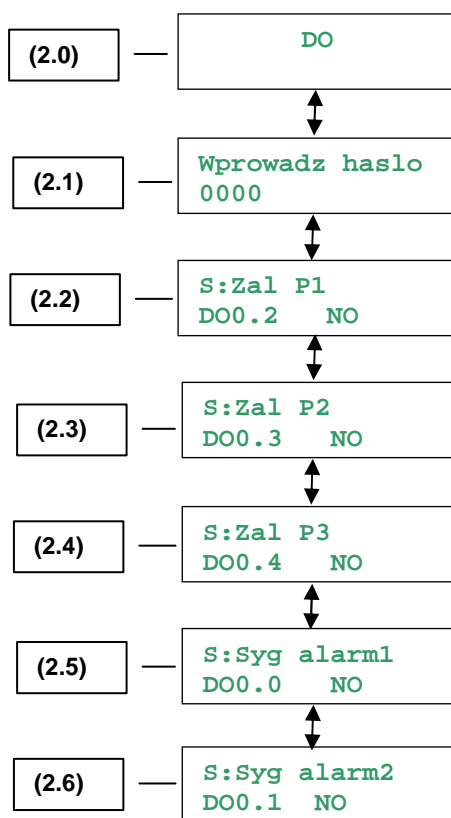 (2.0)
DO
(2.1)
Wprowadz haslo
0000
(2.2)
S:Zal P1
DO0.2 NO
(2.3)
S:Zal P2
DO0.3 NO
(2.4)
S:Zal P3
DO0.4 NO
(2.5)
S:Syg alarm1
DO0.0 NO
(2.6)
S:Syg alarm2
DO0.1 NO